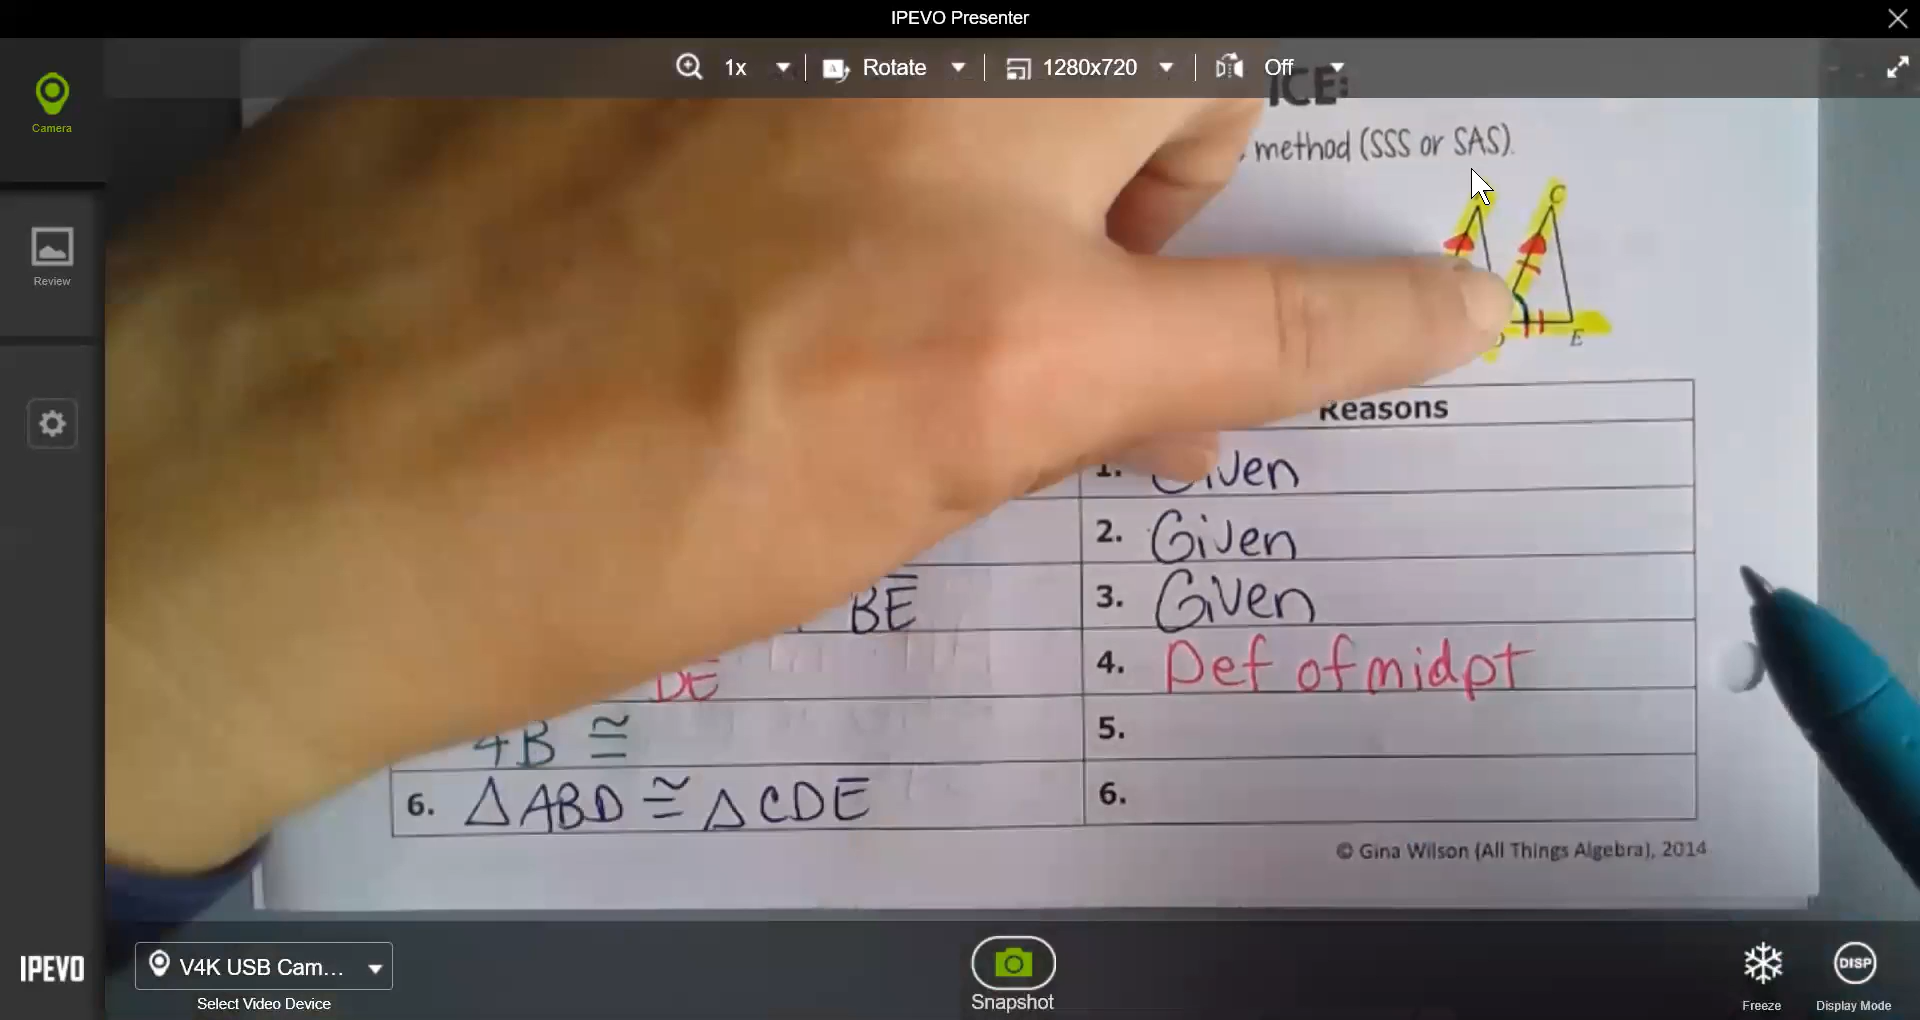 IPEVO Presenter
1x Rotate 1280x720 Off
Camera
Review
ICE:
method (SSS or SAS).
C
E
Reasons
1. Given
2. Given
BE 3. Given
DE 4. Def of midpt
∡B ≅ 5.
6. △ABD ≅ △CDE 6.
© Gina Wilson (All Things Algebra), 2014
IPEVO
V4K USB Cam...
Select Video Device
Snapshot
Freeze
DISP
Display Mode